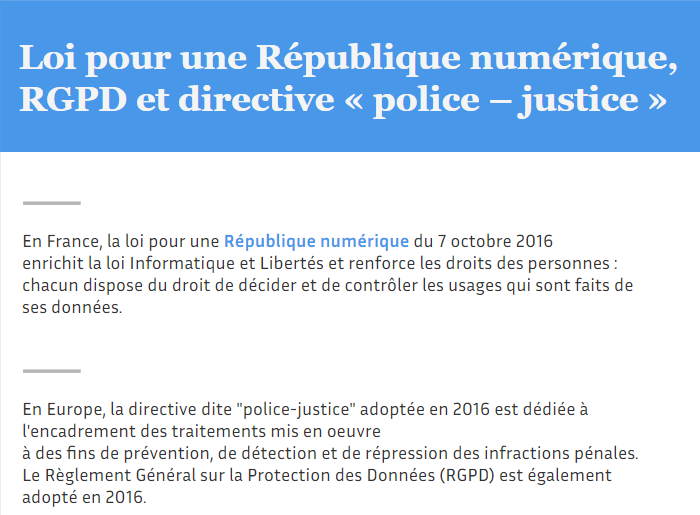 Loi pour une République numérique,
RGPD et directive « police – justice »
En France, la loi pour une République numérique du 7 octobre 2016
enrichit la loi Informatique et Libertés et renforce les droits des personnes :
chacun dispose du droit de décider et de contrôler les usages qui sont faits de
ses données.
En Europe, la directive dite "police-justice" adoptée en 2016 est dédiée à
l'encadrement des traitements mis en oeuvre
à des fins de prévention, de détection et de répression des infractions pénales.
Le Règlement Général sur la Protection des Données (RGPD) est également
adopté en 2016.